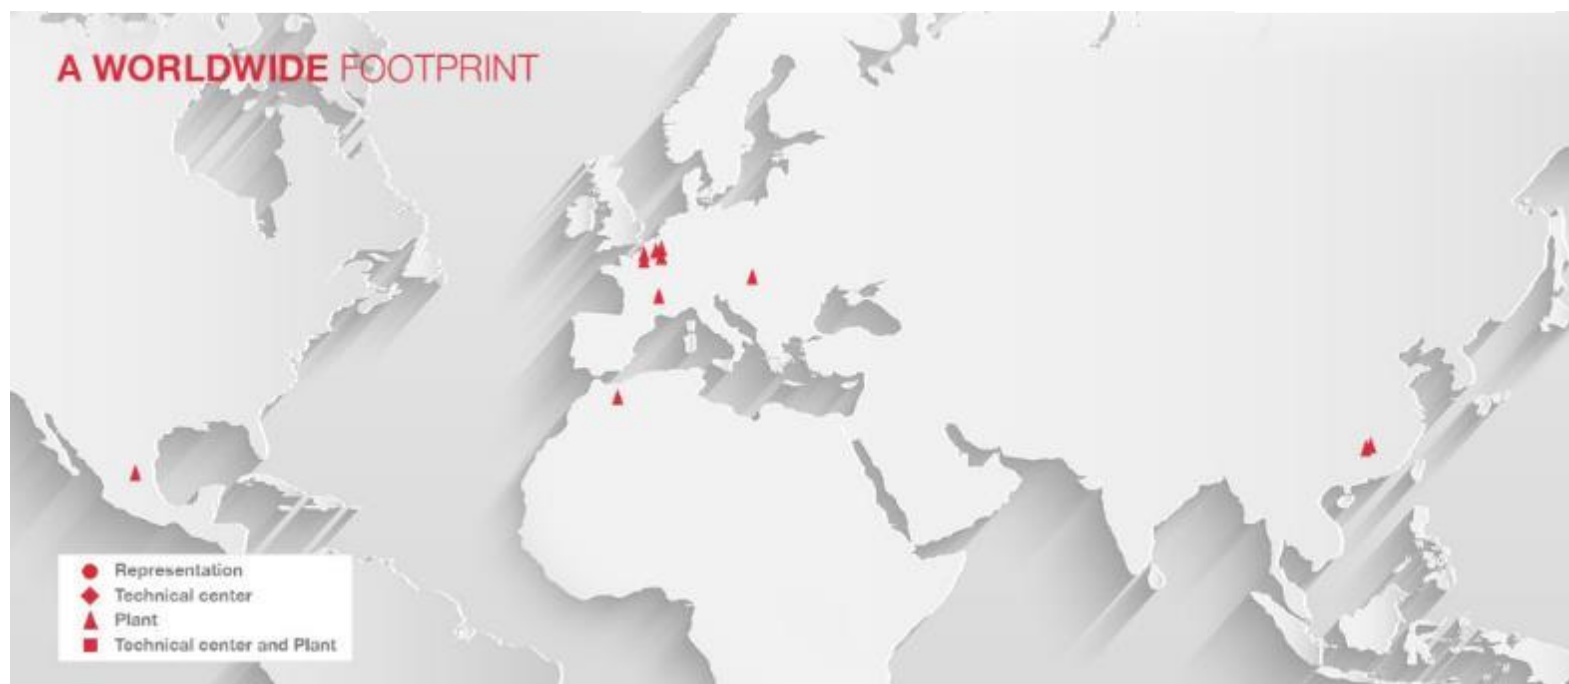 A WORLDWIDE FOOTPRINT
Representation
Technical center
Plant
Technical center and Plant